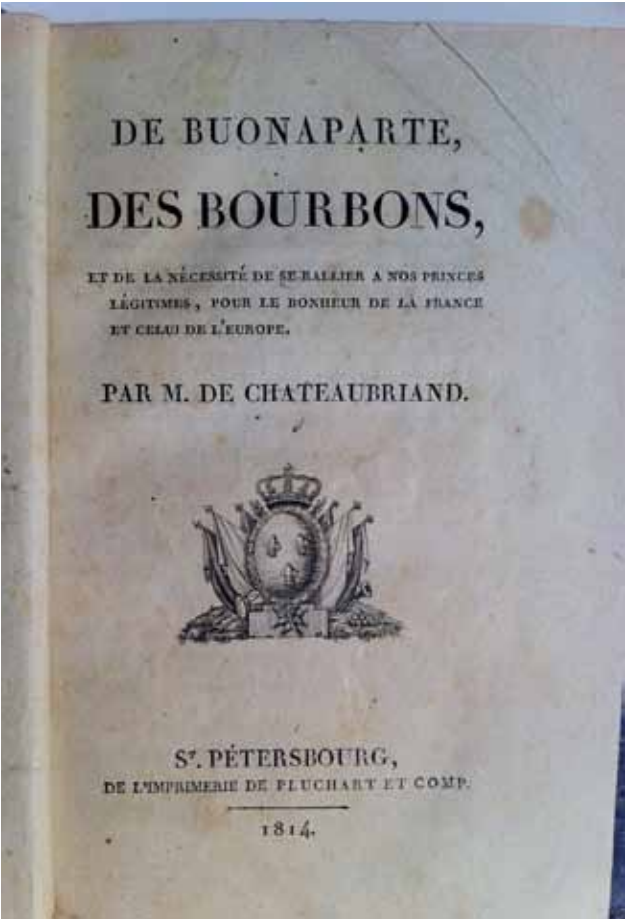 DE BUONAPARTE,
DES BOURBONS,
ET DE LA NÉCESSITÉ DE SE RALLIER A NOS PRINCES
LÉGITIMES, POUR LE BONHEUR DE LA FRANCE
ET CELUI DE L'EUROPE.
PAR M. DE CHATEAUBRIAND.
Sᵀ. PÉTERSBOURG,
DE L'IMPRIMERIE DE PLUCHART ET COMP.
1814.